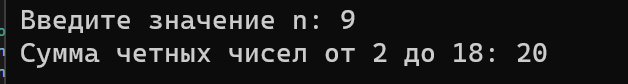 Введите значение n: 9
Сумма четных чисел от 2 до 18: 20